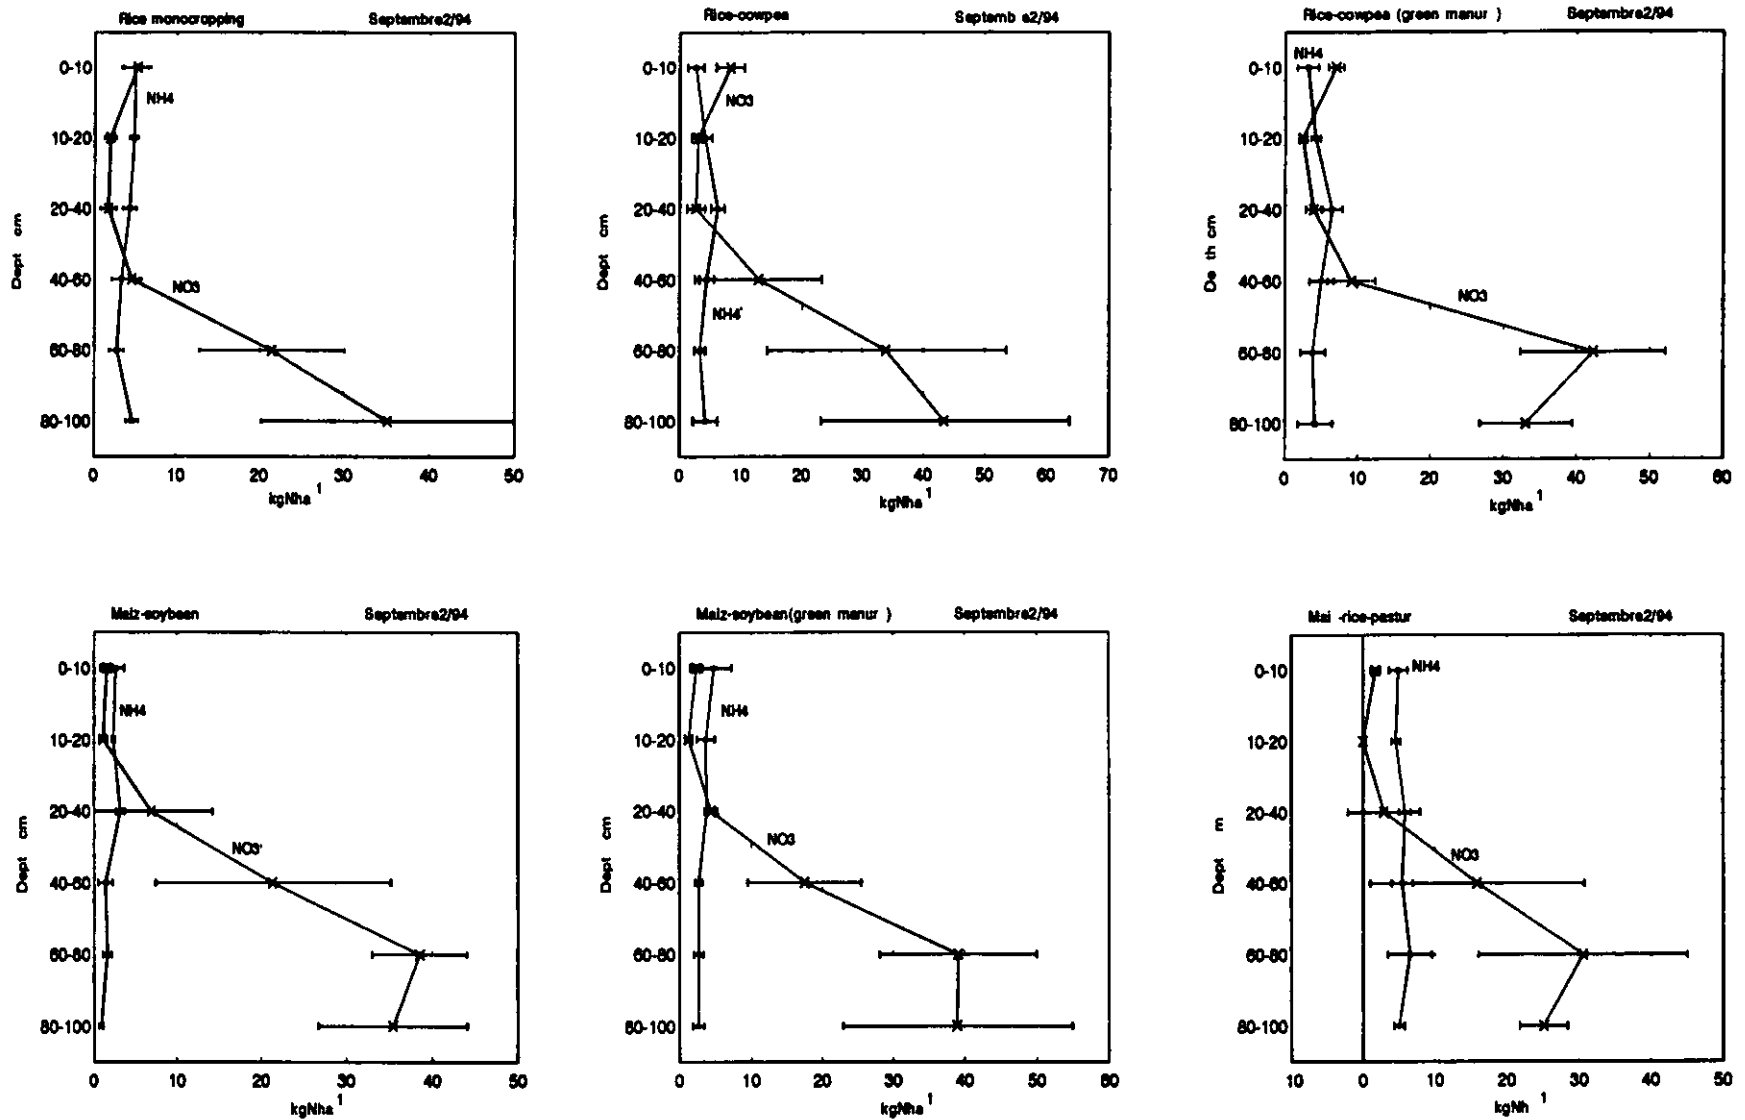 Rice monocropping Septembre2/94
0-10
NH4
10-20
20-40
Dept cm
40-60
NO3
60-80
80-100
0 10 20 30 40 50
kgNha 1
Rice-cowpea Septemb e2/94
0-10
NO3
10-20
20-40
Dept cm
40-60
NH4
60-80
80-100
0 10 20 30 40 50 60 70
kgNha 1
Rice-cowpea (green manur ) Septembre2/94
NH4
0-10
10-20
20-40
De th cm
40-60
NO3
60-80
80-100
0 10 20 30 40 50 60
kgNha 1
Maiz-soybean Septembre2/94
0-10
NH4
10-20
20-40
Dept cm
NO3
40-60
60-80
80-100
0 10 20 30 40 50
kgNha 1
Maiz-soybean(green manur ) Septembre2/94
0-10
NH4
10-20
20-40
Dept cm
NO3
40-60
60-80
80-100
0 10 20 30 40 50 60
kgNha 1
Mai -rice-pastur Septembre2/94
0-10 NH4
10-20
20-40
Dept m
NO3
40-60
60-80
80-100
10 0 10 20 30 40 50
kgNh 1